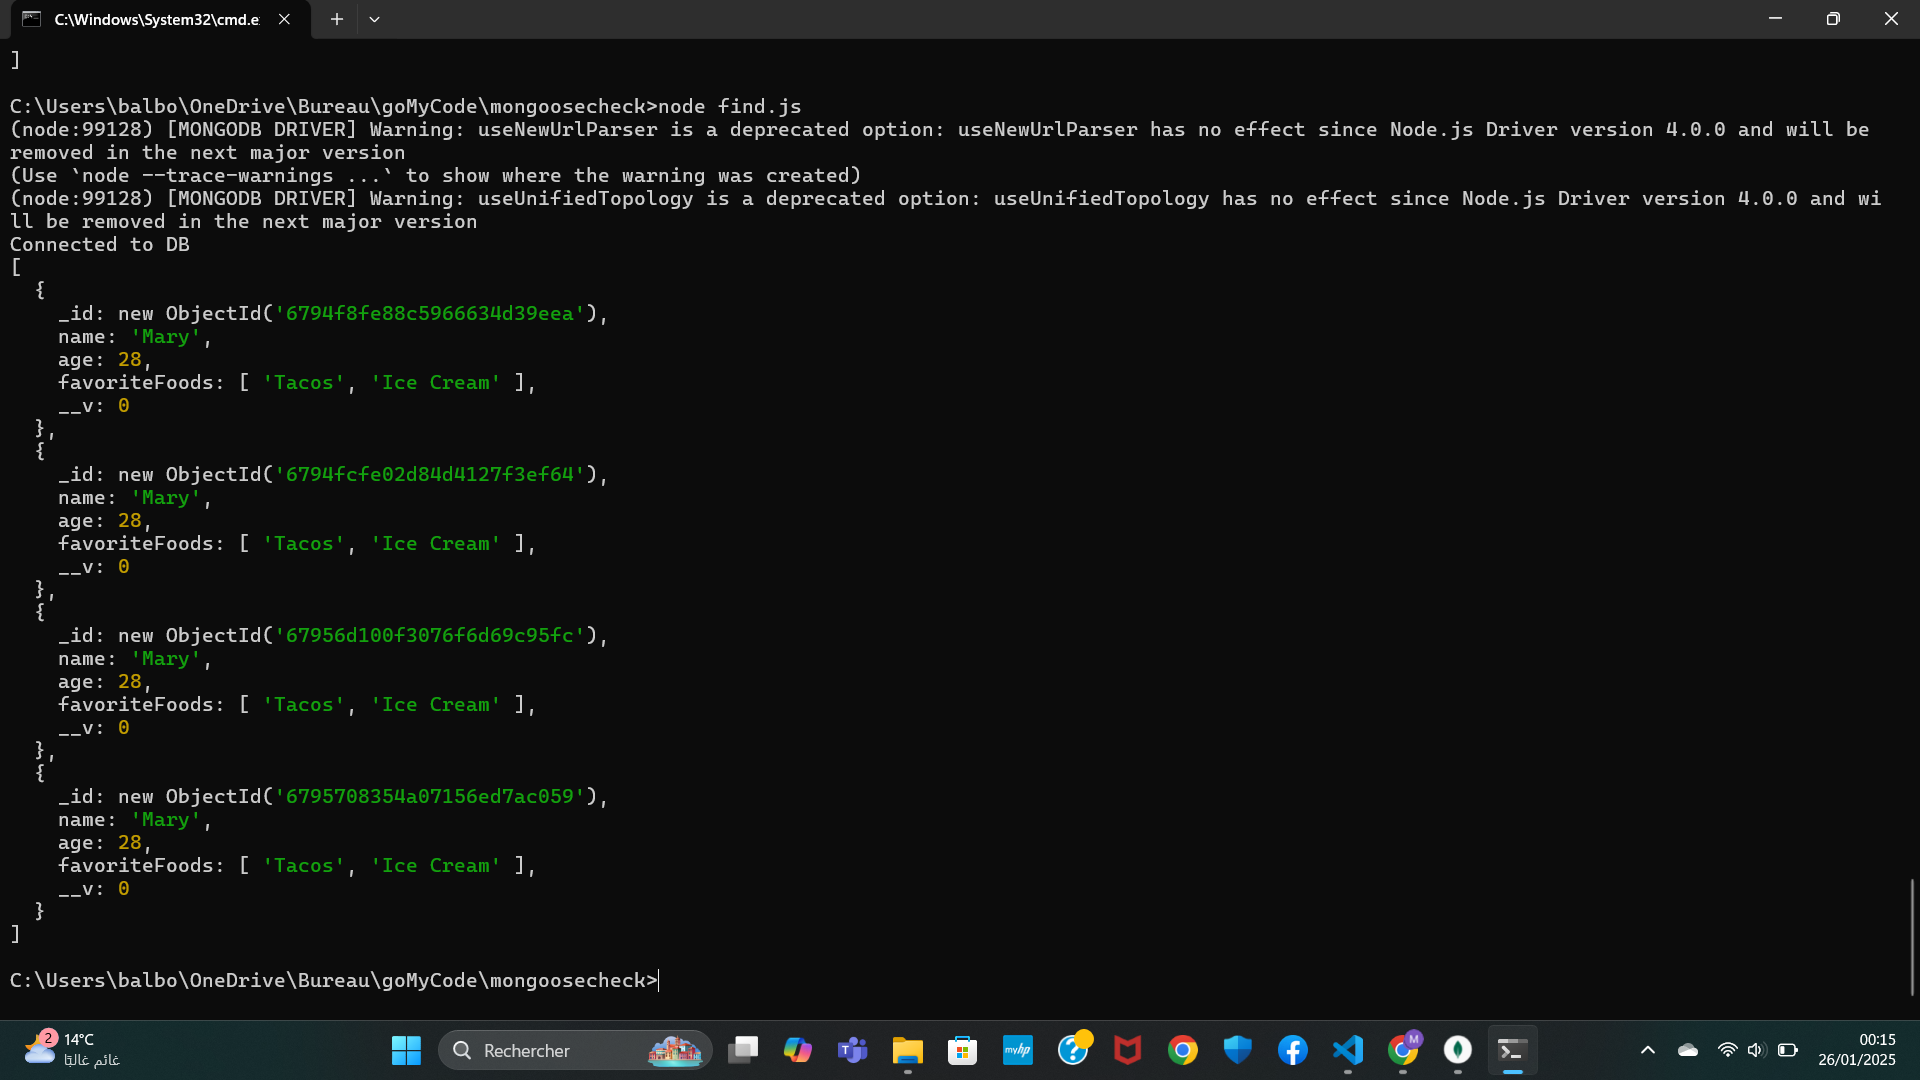 C:\Windows\System32\cmd.e
]
C:\Users\balbo\OneDrive\Bureau\goMyCode\mongoosecheck>node find.js
(node:99128) [MONGODB DRIVER] Warning: useNewUrlParser is a deprecated option: useNewUrlParser has no effect since Node.js Driver version 4.0.0 and will be
removed in the next major version
(Use `node --trace-warnings ...` to show where the warning was created)
(node:99128) [MONGODB DRIVER] Warning: useUnifiedTopology is a deprecated option: useUnifiedTopology has no effect since Node.js Driver version 4.0.0 and wi
ll be removed in the next major version
Connected to DB
[
  {
    _id: new ObjectId('6794f8fe88c5966634d39eea'),
    name: 'Mary',
    age: 28,
    favoriteFoods: [ 'Tacos', 'Ice Cream' ],
    __v: 0
  },
  {
    _id: new ObjectId('6794fcfe02d84d4127f3ef64'),
    name: 'Mary',
    age: 28,
    favoriteFoods: [ 'Tacos', 'Ice Cream' ],
    __v: 0
  },
  {
    _id: new ObjectId('67956d100f3076f6d69c95fc'),
    name: 'Mary',
    age: 28,
    favoriteFoods: [ 'Tacos', 'Ice Cream' ],
    __v: 0
  },
  {
    _id: new ObjectId('6795708354a07156ed7ac059'),
    name: 'Mary',
    age: 28,
    favoriteFoods: [ 'Tacos', 'Ice Cream' ],
    __v: 0
  }
]
C:\Users\balbo\OneDrive\Bureau\goMyCode\mongoosecheck>
2
14°C
غائم غالبًا
Rechercher
myhp
M
00:15
26/01/2025